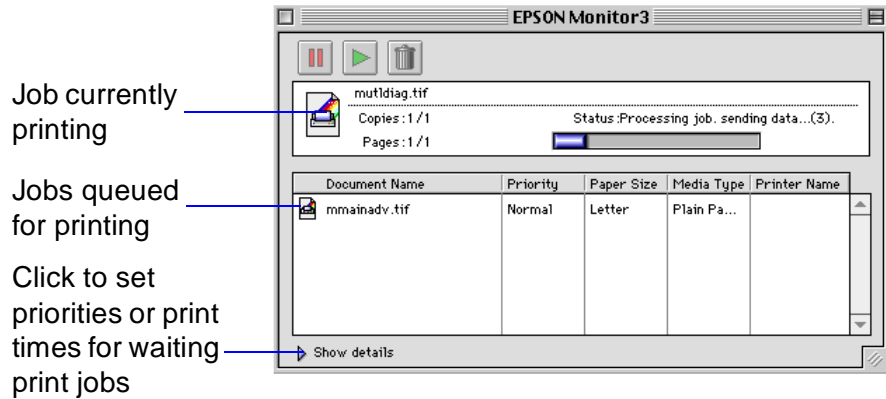 EPSON Monitor3
mutldiag.tif
Copies:1/1
Status:Processing job. sending data...(3).
Pages:1/1
Job currently
printing
Document Name Priority Paper Size Media Type Printer Name
mmainadv.tif Normal Letter Plain Pa...
Jobs queued
for printing
Show details
Click to set
priorities or print
times for waiting
print jobs